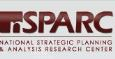 nSPARC
NATIONAL STRATEGIC PLANNING
& ANALYSIS RESEARCH CENTER